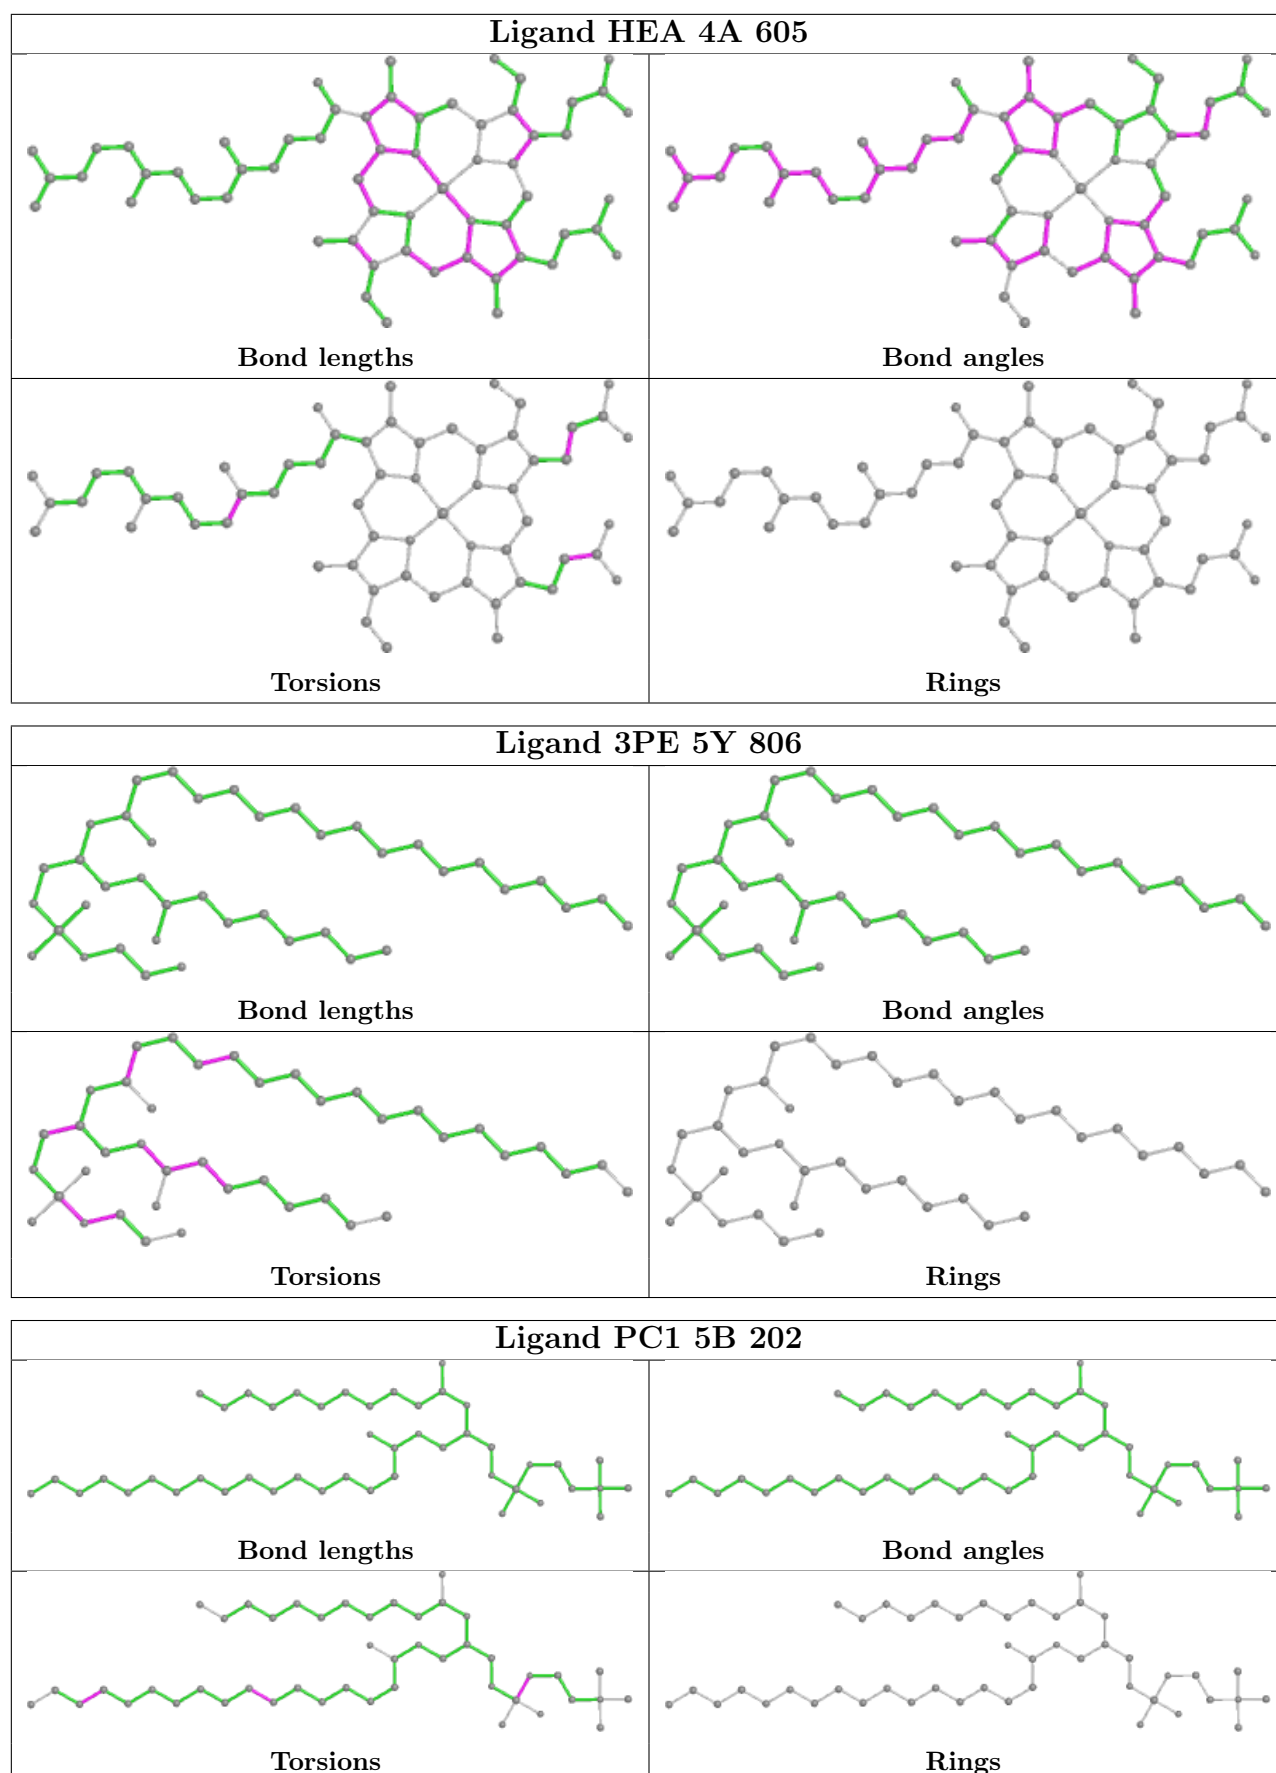 Ligand HEA 4A 605
Bond lengths
Bond angles
Torsions
Rings
Ligand 3PE 5Y 806
Bond lengths
Bond angles
Torsions
Rings
Ligand PC1 5B 202
Bond lengths
Bond angles
Torsions
Rings